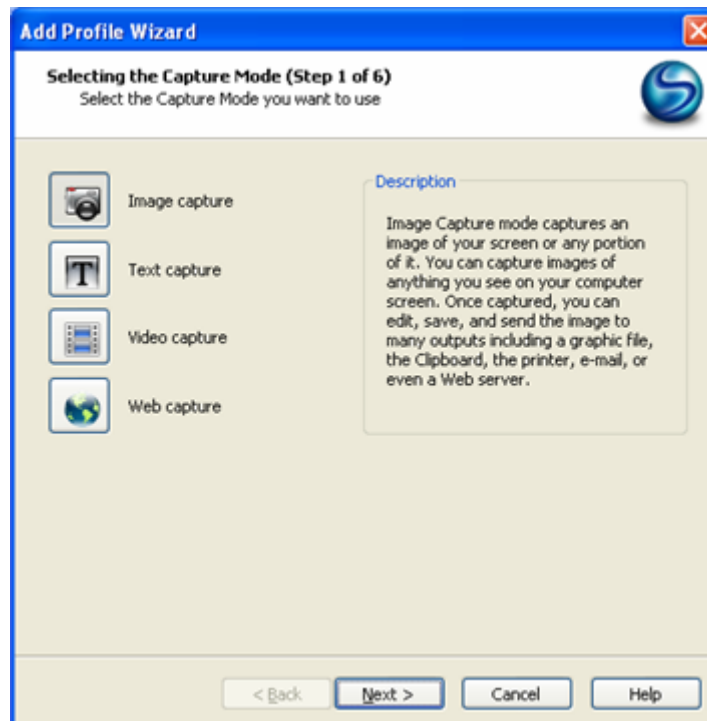 Add Profile Wizard
Selecting the Capture Mode (Step 1 of 6)
Select the Capture Mode you want to use
Image capture
Text capture
Video capture
Web capture
Description
Image Capture mode captures an
image of your screen or any portion
of it. You can capture images of
anything you see on your computer
screen. Once captured, you can
edit, save, and send the image to
many outputs including a graphic file,
the Clipboard, the printer, e-mail, or
even a Web server.
< Back
Next >
Cancel
Help